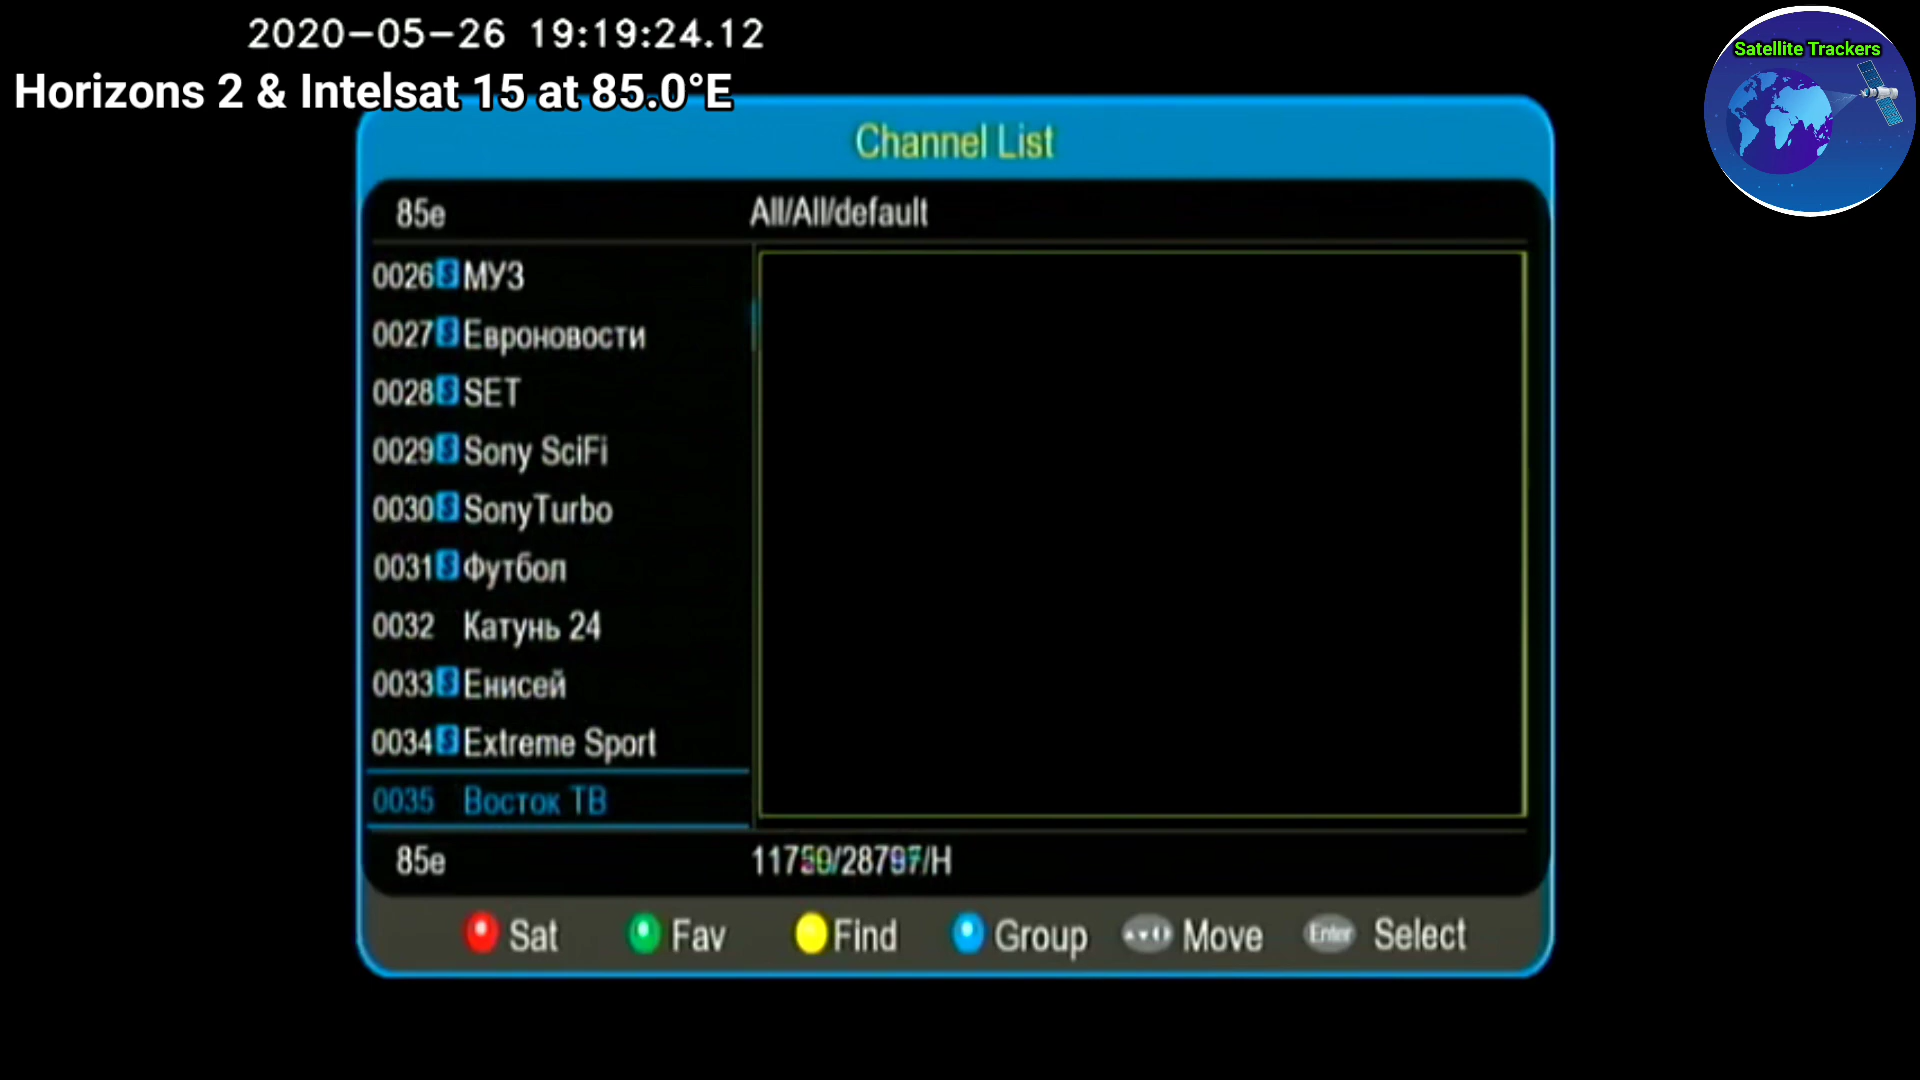 2020-05-26 19:19:24.12
Satellite Trackers
Horizons 2 & Intelsat 15 at 85.0°E
Channel List
85e All/All/default
0026 S МУЗ
0027 S Евроновости
0028 S SET
0029 S Sony SciFi
0030 S SonyTurbo
0031 S Футбол
0032 Катунь 24
0033 S Енисей
0034 S Extreme Sport
0035 Восток ТВ
85e
Sat Fav Find Group Move Enter Select